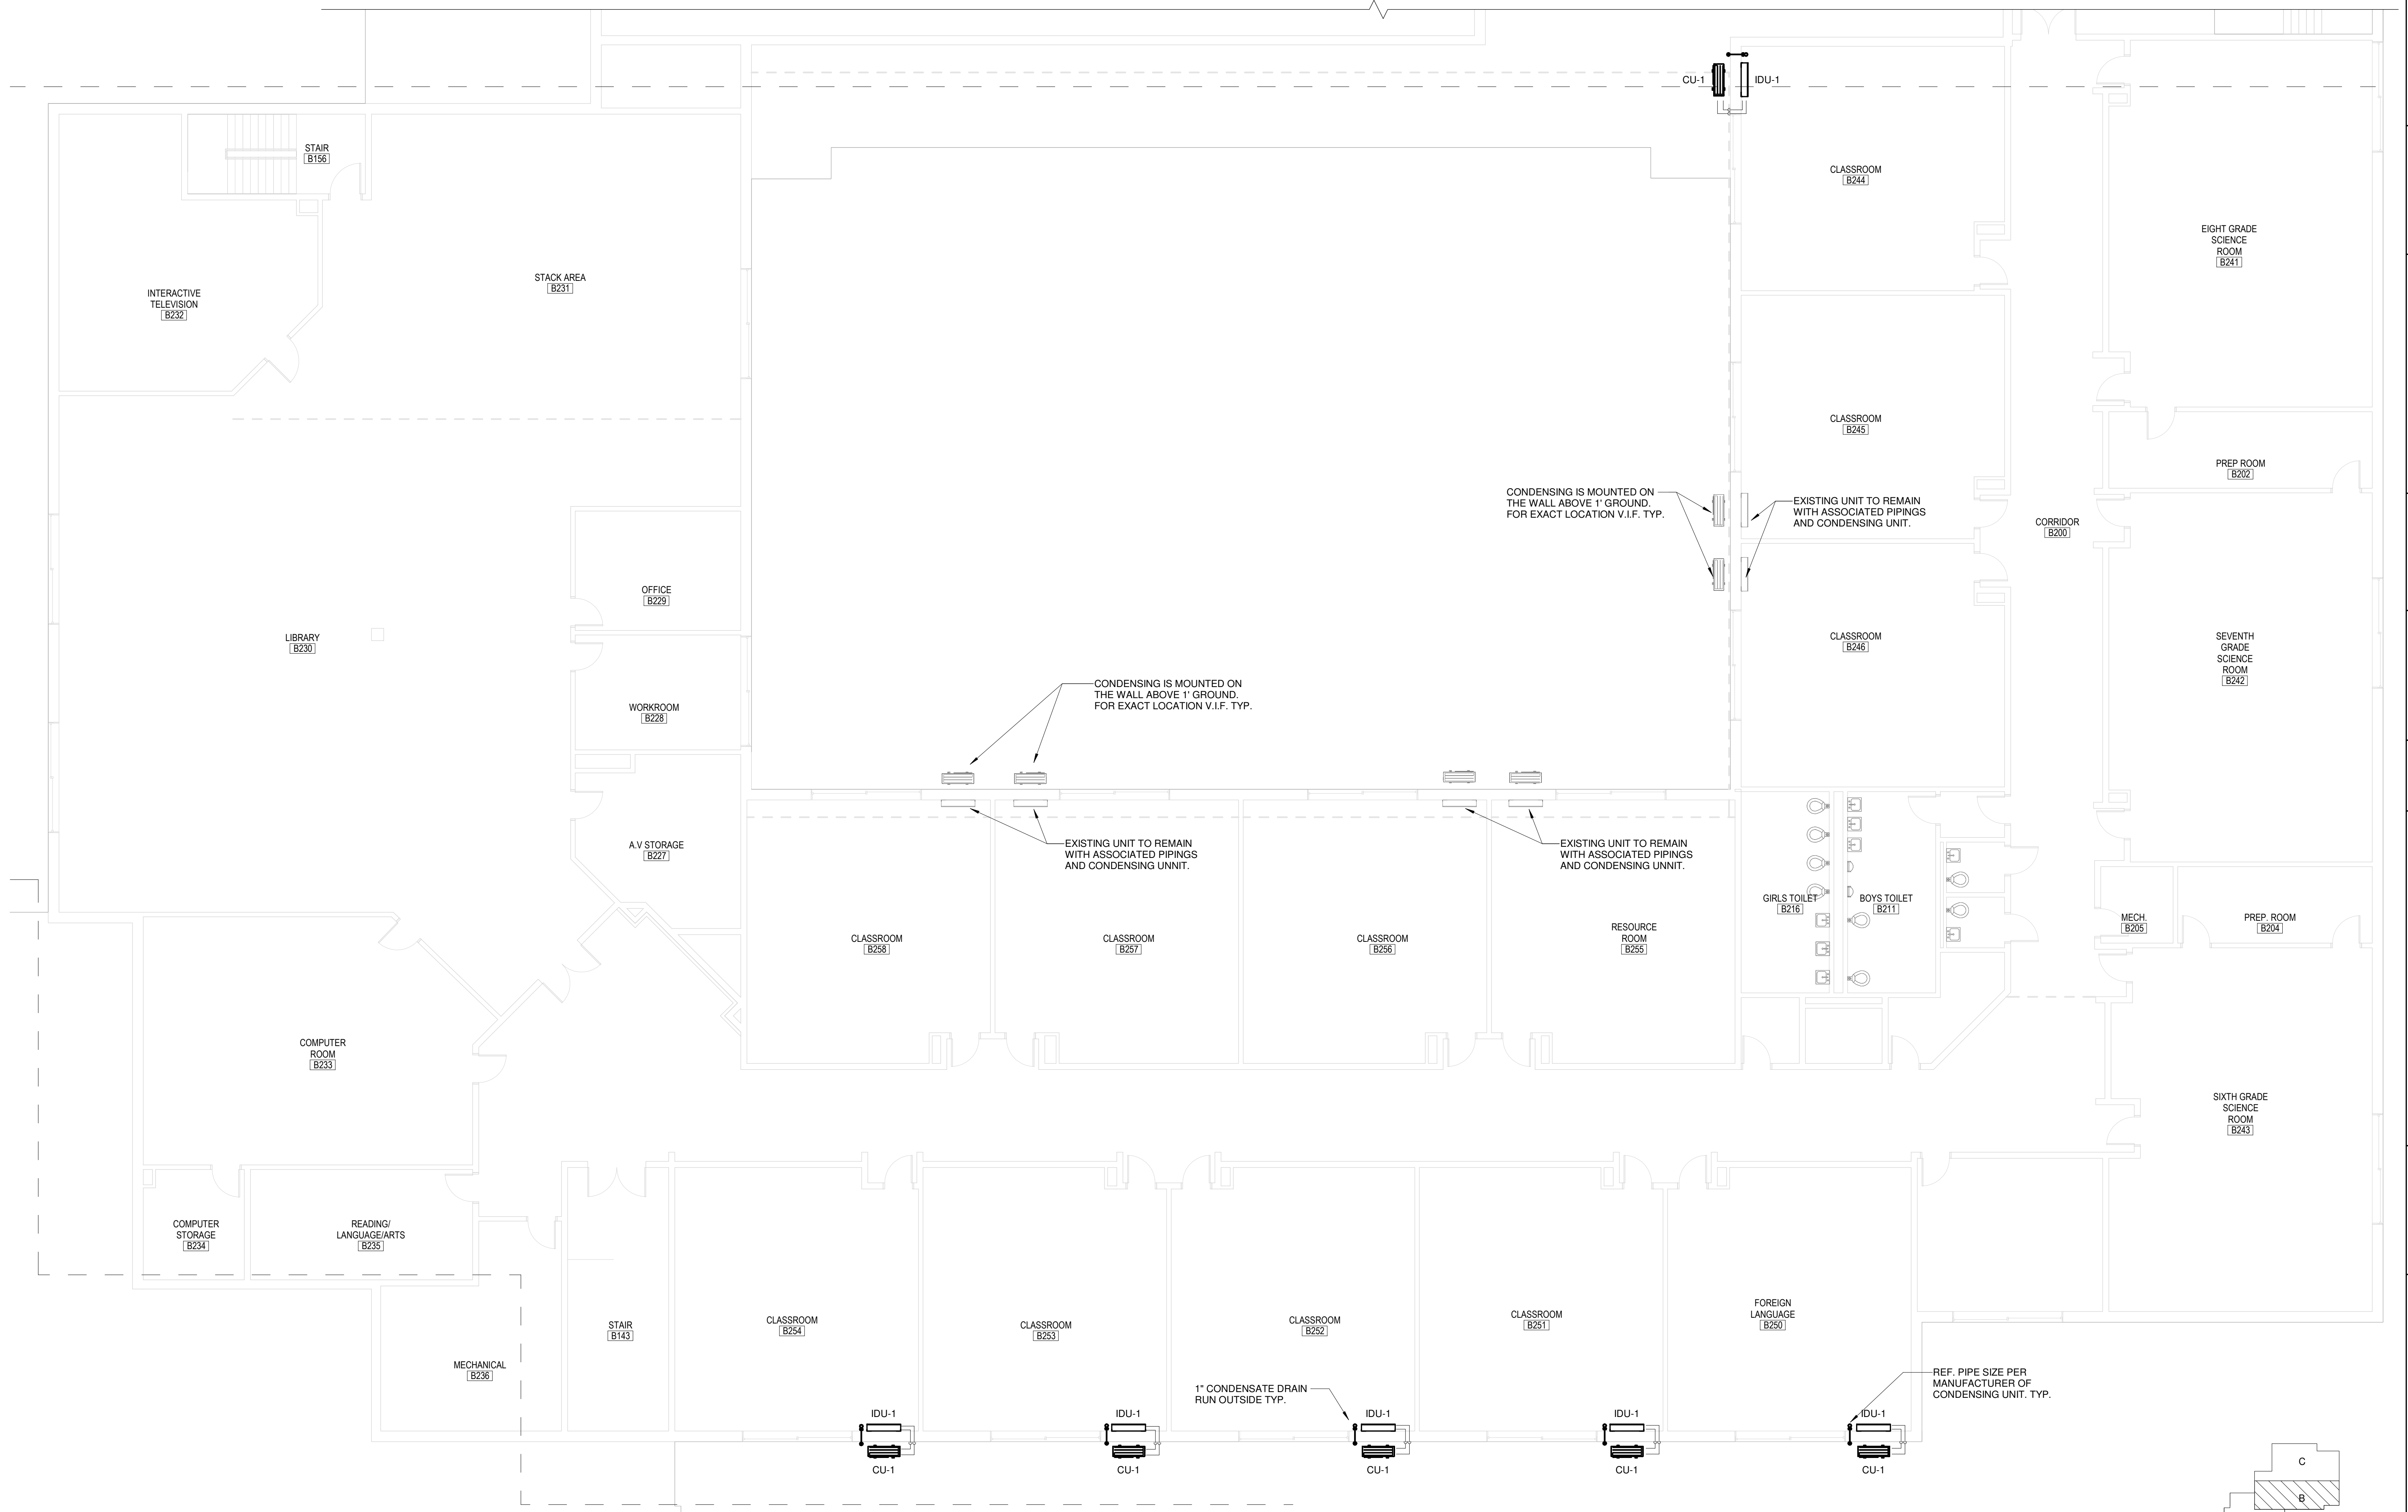 CU-1
IDU-1
STAIR
B156
CLASSROOM
B244
EIGHT GRADE
SCIENCE
ROOM
B241
STACK AREA
B231
INTERACTIVE
TELEVISION
B232
CLASSROOM
B245
PREP ROOM
B202
CONDENSING IS MOUNTED ON
THE WALL ABOVE 1' GROUND.
FOR EXACT LOCATION V.I.F. TYP.
EXISTING UNIT TO REMAIN
WITH ASSOCIATED PIPINGS
AND CONDENSING UNIT.
CORRIDOR
B200
OFFICE
B229
LIBRARY
B230
CLASSROOM
B246
SEVENTH
GRADE
SCIENCE
ROOM
B242
CONDENSING IS MOUNTED ON
THE WALL ABOVE 1' GROUND.
FOR EXACT LOCATION V.I.F. TYP.
WORKROOM
B228
A.V STORAGE
B227
EXISTING UNIT TO REMAIN
WITH ASSOCIATED PIPINGS
AND CONDENSING UNNIT.
EXISTING UNIT TO REMAIN
WITH ASSOCIATED PIPINGS
AND CONDENSING UNNIT.
GIRLS TOILET
B216
BOYS TOILET
B211
MECH.
B205
PREP. ROOM
B204
CLASSROOM
B258
CLASSROOM
B257
CLASSROOM
B256
RESOURCE
ROOM
B255
COMPUTER
ROOM
B233
SIXTH GRADE
SCIENCE
ROOM
B243
COMPUTER
STORAGE
B234
READING/
LANGUAGE/ARTS
B235
STAIR
B143
CLASSROOM
B254
CLASSROOM
B253
CLASSROOM
B252
CLASSROOM
B251
FOREIGN
LANGUAGE
B250
MECHANICAL
B236
1" CONDENSATE DRAIN
RUN OUTSIDE TYP.
REF. PIPE SIZE PER
MANUFACTURER OF
CONDENSING UNIT. TYP.
IDU-1
IDU-1
IDU-1
IDU-1
IDU-1
CU-1
CU-1
CU-1
CU-1
CU-1
C
B